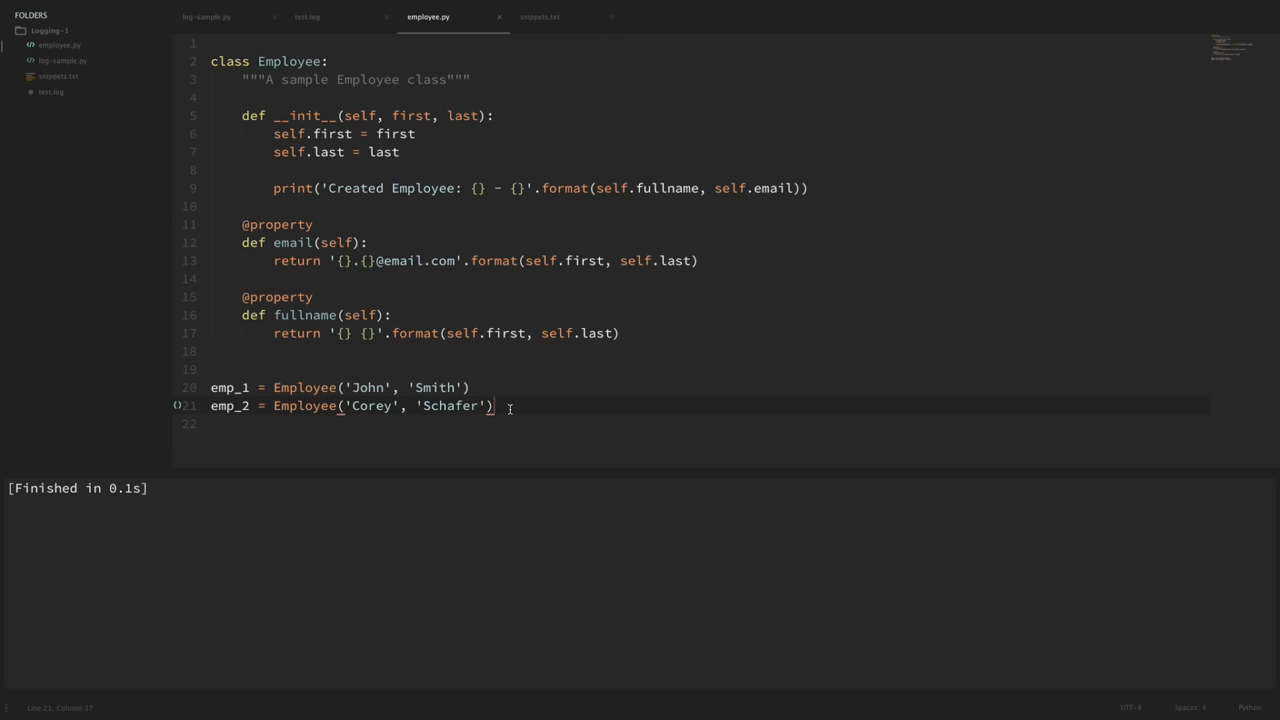 FOLDERS
Logging-1
employee.py
log-sample.py
snippets.txt
test.log
log-sample.py × test.log × employee.py × snippets.txt ×
1
2 class Employee:
3     """A sample Employee class"""
4
5     def __init__(self, first, last):
6         self.first = first
7         self.last = last
8
9         print('Created Employee: {} - {}'.format(self.fullname, self.email))
10
11     @property
12     def email(self):
13         return '{}.{}@email.com'.format(self.first, self.last)
14
15     @property
16     def fullname(self):
17         return '{} {}'.format(self.first, self.last)
18
19
20 emp_1 = Employee('John', 'Smith')
21 emp_2 = Employee('Corey', 'Schafer')
22
[Finished in 0.1s]
Line 21, Column 37 UTF-8 Spaces: 4 Python